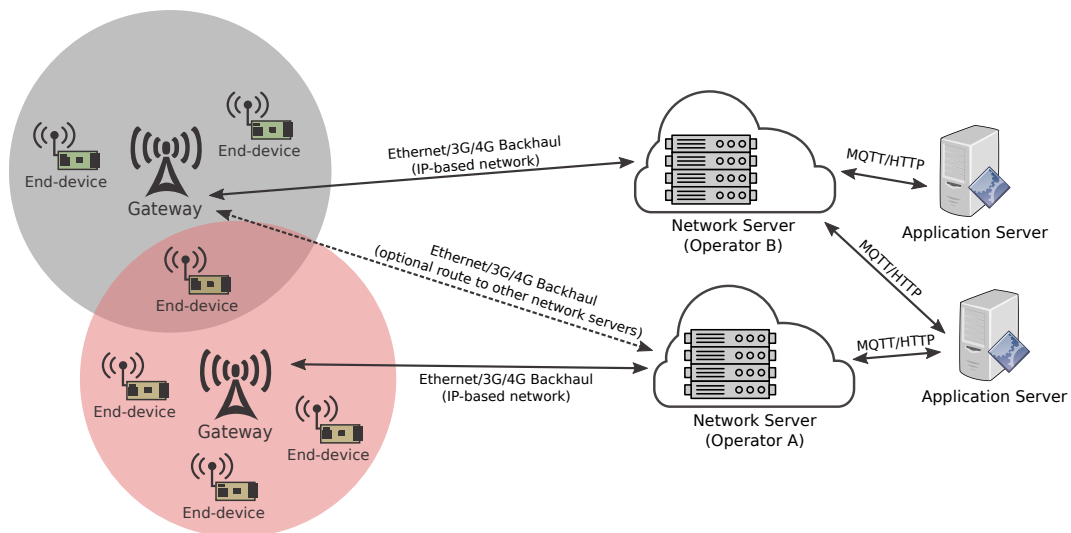 End-device
End-device
Gateway
End-device
End-device
Gateway
End-device
End-device
Ethernet/3G/4G Backhaul
(IP-based network)
Ethernet/3G/4G Backhaul
(optional route to other network servers)
Ethernet/3G/4G Backhaul
(IP-based network)
Network Server
(Operator B)
Network Server
(Operator A)
MQTT/HTTP
MQTT/HTTP
MQTT/HTTP
Application Server
Application Server